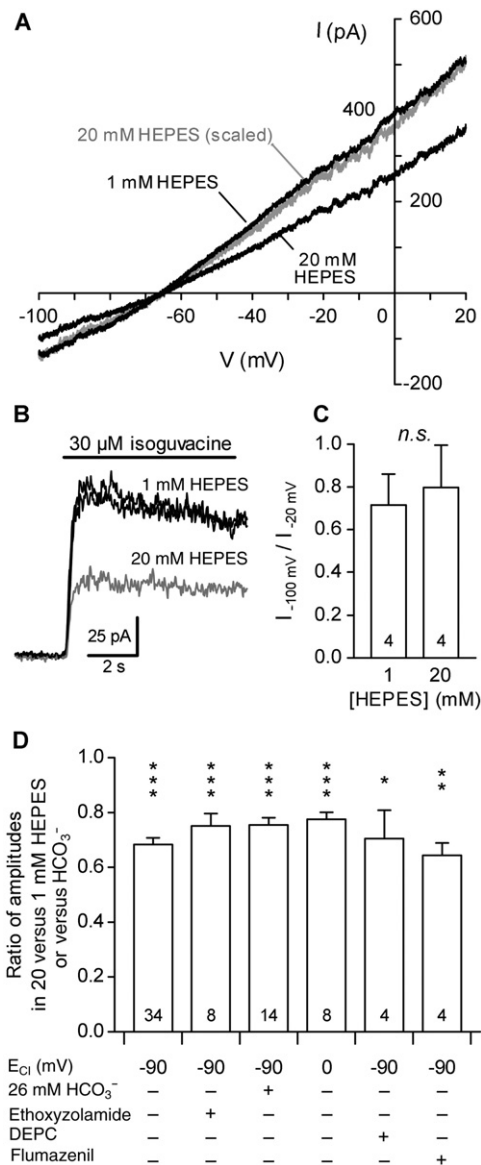 A
I (pA)
600
400
200
-200
20 mM HEPES (scaled)
1 mM HEPES
20 mM
HEPES
-100 -80 -60 -40 -20 0 20
V (mV)
B
30 µM isoguvacine
1 mM HEPES
20 mM HEPES
25 pA
2 s
C
n.s.
I-100 mV / I-20 mV
1.0
0.8
0.6
0.4
0.2
0.0
4 4
1 20
[HEPES] (mM)
D
Ratio of amplitudes
in 20 versus 1 mM HEPES
or versus HCO3−
1.0
0.8
0.6
0.4
0.2
0.0
*** *** *** *** * **
34 8 14 8 4 4
ECl (mV) -90 -90 -90 0 -90 -90
26 mM HCO3− – – + – – –
Ethoxyzolamide – + – – – –
DEPC – – – – + –
Flumazenil – – – – – +